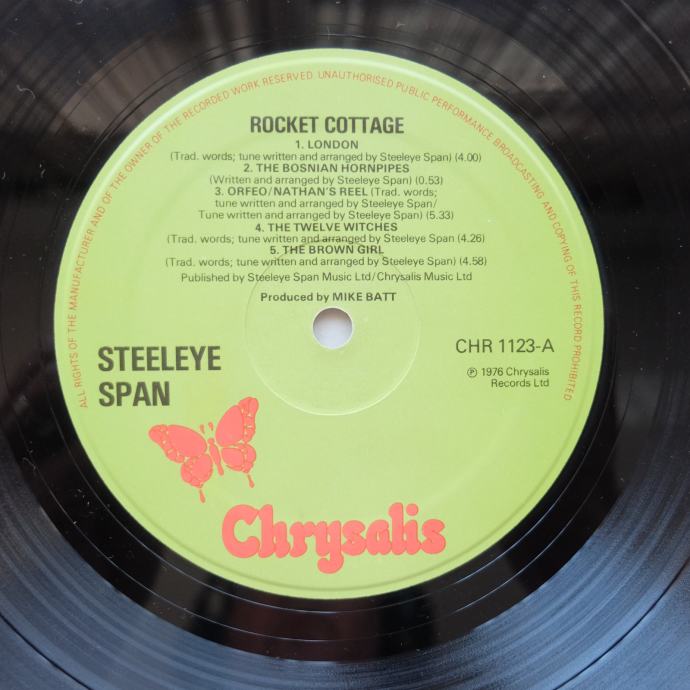 ALL RIGHTS OF THE MANUFACTURER AND OF THE OWNER OF THE RECORDED WORK RESERVED. UNAUTHORISED PUBLIC PERFORMANCE BROADCASTING AND COPYING OF THIS RECORD PROHIBITED
ROCKET COTTAGE
1. LONDON
(Trad. words; tune written and arranged by Steeleye Span) (4.00)
2. THE BOSNIAN HORNPIPES
(Written and arranged by Steeleye Span) (0.53)
3. ORFEO/NATHAN'S REEL (Trad. words;
tune written and arranged by Steeleye Span/
Tune written and arranged by Steeleye Span) (5.33)
4. THE TWELVE WITCHES
(Trad. words; tune written and arranged by Steeleye Span) (4.26)
5. THE BROWN GIRL
(Trad. words; tune written and arranged by Steeleye Span) (4.58)
Published by Steeleye Span Music Ltd/Chrysalis Music Ltd
Produced by MIKE BATT
STEELEYE
SPAN
CHR 1123-A
℗ 1976 Chrysalis
Records Ltd
Chrysalis